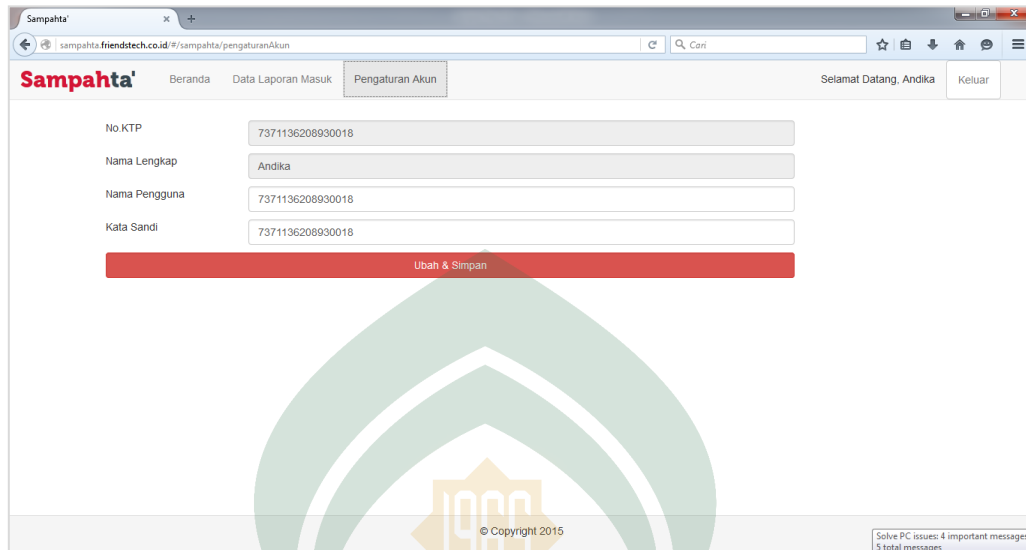 Sampahta'
sampahta.friendstech.co.id/#/sampahta/pengaturanAkun
Cari
Sampahta' Beranda Data Laporan Masuk Pengaturan Akun Selamat Datang, Andika Keluar
No.KTP 7371136208930018
Nama Lengkap Andika
Nama Pengguna 7371136208930018
Kata Sandi 7371136208930018
Ubah & Simpan
1966
© Copyright 2015
Solve PC issues: 4 important messages
5 total messages